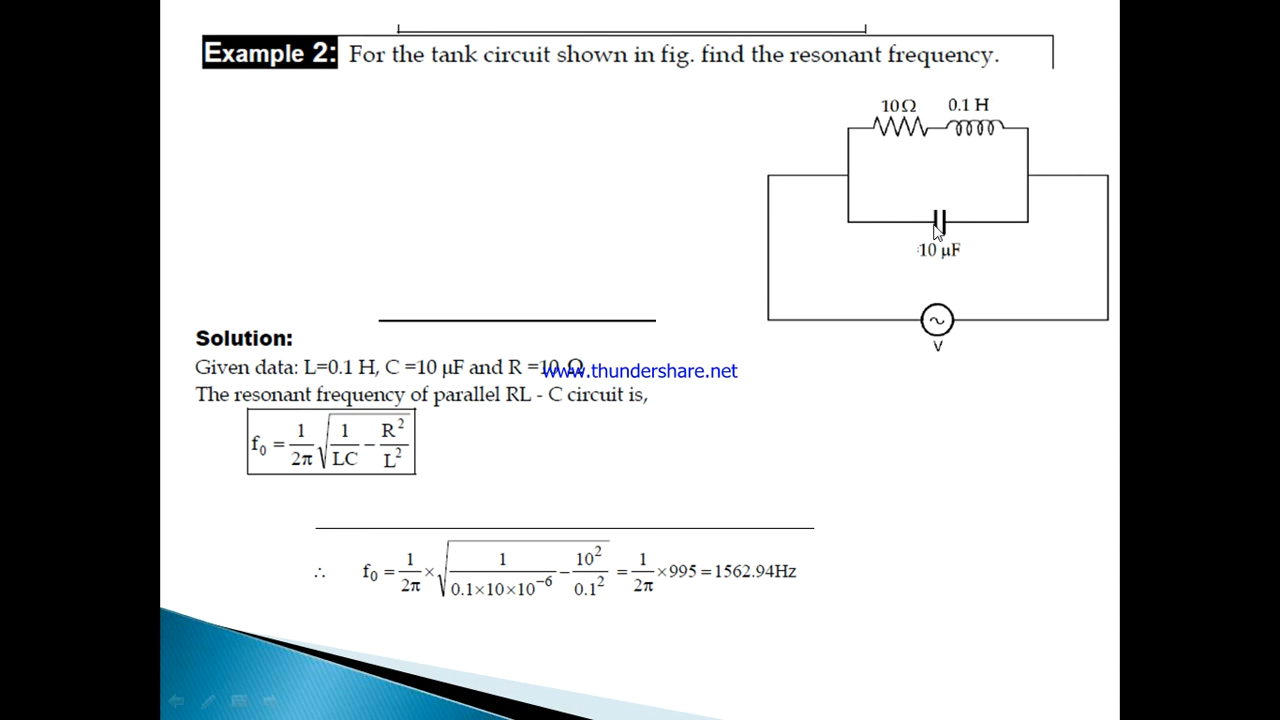 Example 2: For the tank circuit shown in fig. find the resonant frequency.
10Ω 0.1 H
10 µF
V
Solution:
Given data: L=0.1 H, C =10 µF and R =10 Ω
www.thundershare.net
The resonant frequency of parallel RL - C circuit is,
f₀ = 1/2π √(1/LC − R²/L²)
∴ f₀ = 1/2π × √(1/0.1×10×10⁻⁶ − 10²/0.1²) = 1/2π ×995 = 1562.94Hz